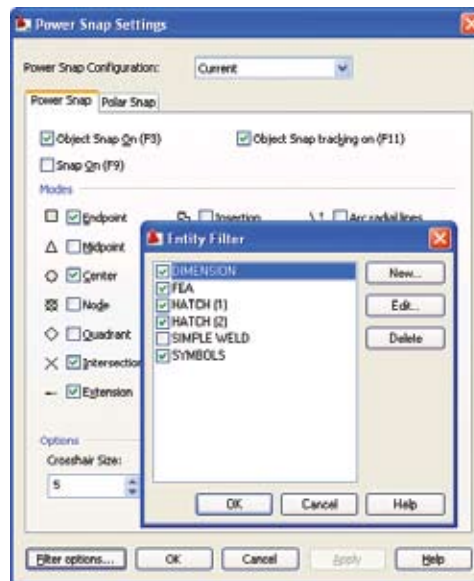 Power Snap Settings
Power Snap Configuration: Current
Power Snap Polar Snap
Object Snap On (F3) Object Snap tracking on (F11)
Snap On (F9)
Modes
Endpoint Insertion Arc radial lines
Midpoint
Center
Node
Quadrant
Intersection
Extension
Entity Filter
DIMENSION
FEA
HATCH (1)
HATCH (2)
SIMPLE WELD
SYMBOLS
New...
Edit...
Delete
OK Cancel Help
Options
Crosshair Size:
5
Filter options... OK Cancel Apply Help